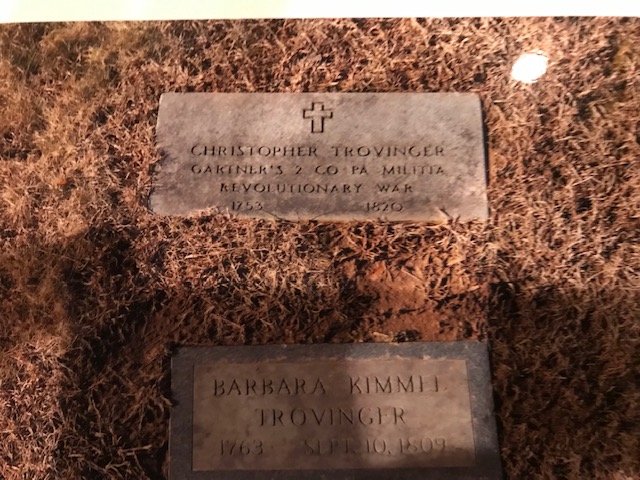 CHRISTOPHER TROVINGER
GARTNER'S 2 CO PA MILITIA
REVOLUTIONARY WAR
1753 1820
BARBARA KIMMEL
TROVINGER
1763 SEPT. 10, 1809